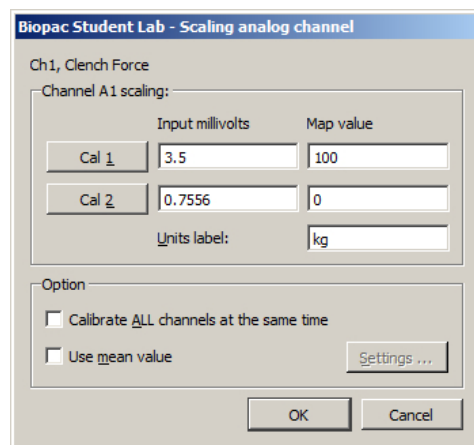 Biopac Student Lab - Scaling analog channel
Ch1, Clench Force
Channel A1 scaling:
Input millivolts Map value
Cal 1 3.5 100
Cal 2 0.7556 0
Units label: kg
Option
Calibrate ALL channels at the same time
Use mean value Settings ...
OK Cancel